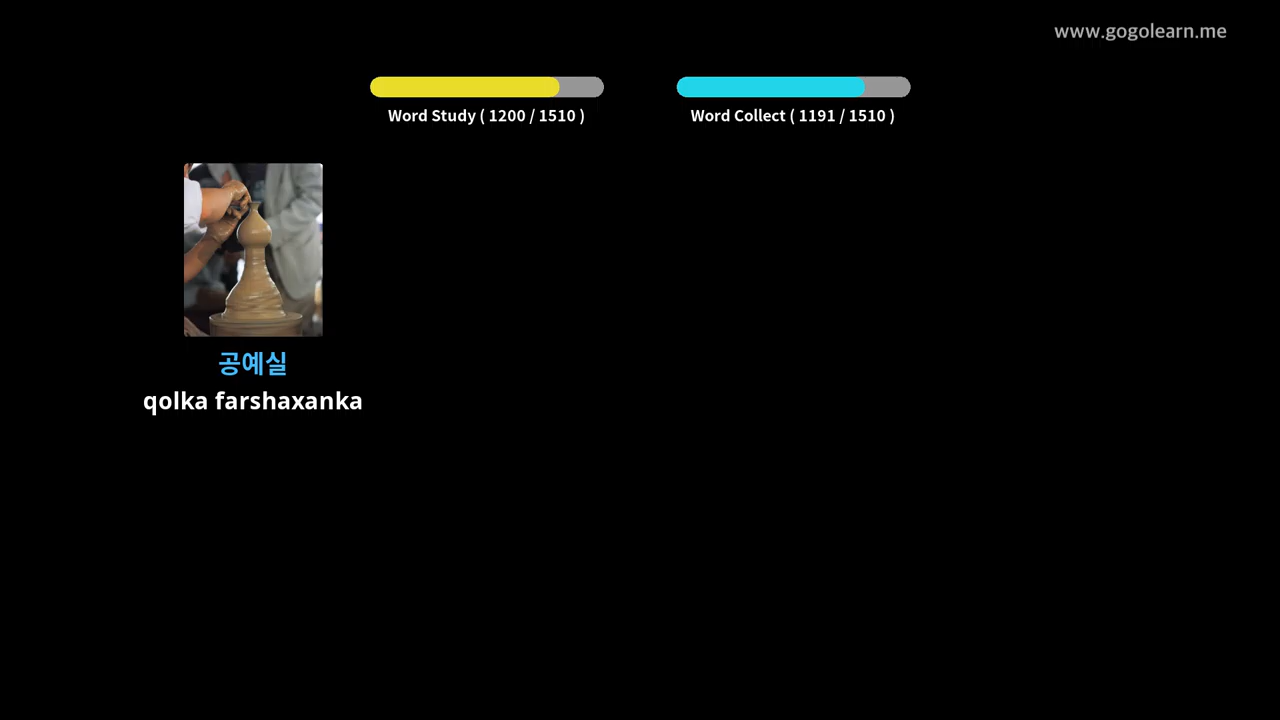 www.gogolearn.me
Word Study ( 1200 / 1510 )
Word Collect ( 1191 / 1510 )
공예실
qolka farshaxanka